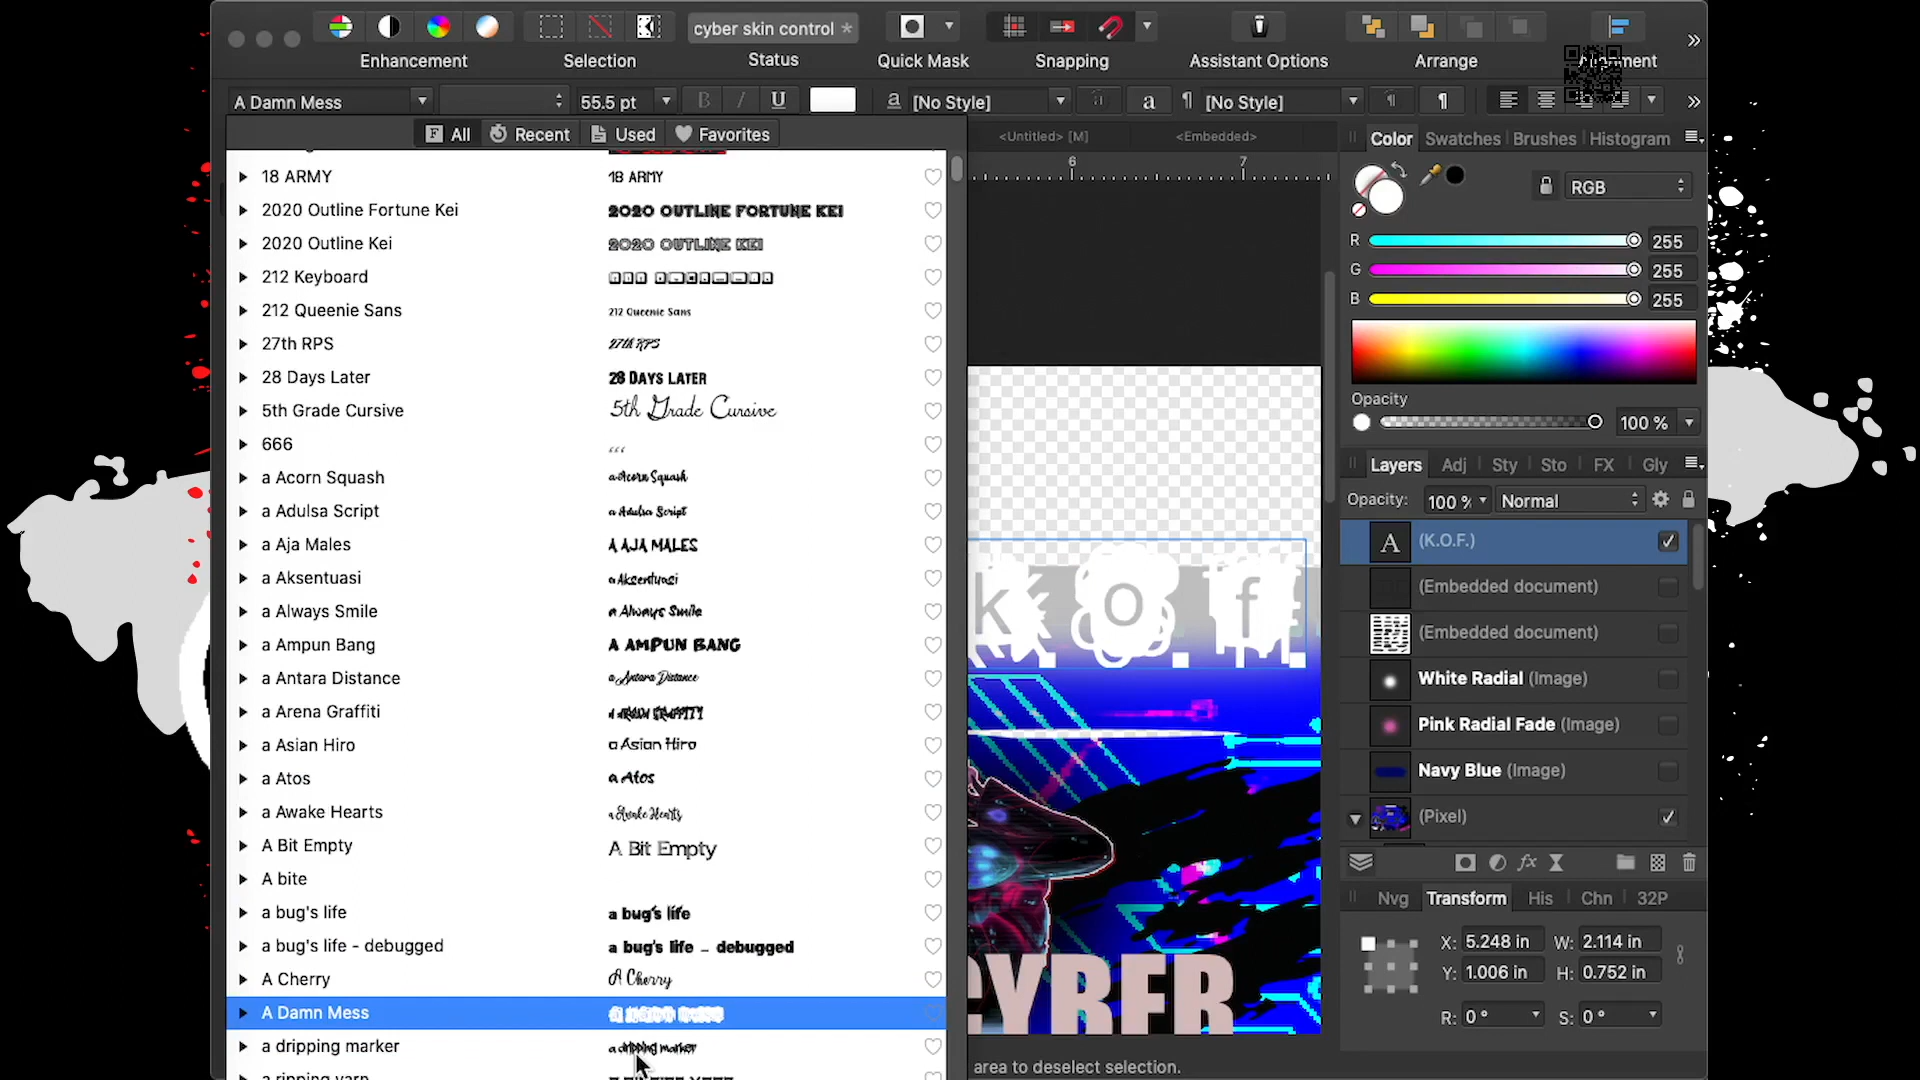 cyber skin control *
Enhancement
Selection
Status
Quick Mask
Snapping
Assistant Options
Arrange
A Damn Mess
55.5 pt
B I U
a [No Style]
a
¶ [No Style]
¶
All
Recent
Used
Favorites
<Untitled> [M]
<Embedded>
6
7
18 ARMY 18 ARMY
2020 Outline Fortune Kei 2020 OUTLINE FORTUNE KEI
2020 Outline Kei 2020 OUTLINE KEI
212 Keyboard
212 Queenie Sans 212 Queenie Sans
27th RPS 27th RPS
28 Days Later 28 DAYS LATER
5th Grade Cursive 5th Grade Cursive
666
a Acorn Squash a Acorn Squash
a Adulsa Script a Adulsa Script
a Aja Males A AJA MALES
a Aksentuasi a Aksentuasi
a Always Smile a Always Smile
a Ampun Bang A AMPUN BANG
a Antara Distance a Antara Distance
a Arena Graffiti a ARENA GRAFFITY
a Asian Hiro a Asian Hiro
a Atos a Atos
a Awake Hearts a Awake Hearts
A Bit Empty A Bit Empty
A bite
a bug's life a bug's life
a bug's life - debugged a bug's life - debugged
A Cherry A Cherry
A Damn Mess
a dripping marker a dripping marker
k. o. f.
CYBER
area to deselect selection.
Color Swatches Brushes Histogram
RGB
R 255
G 255
B 255
Opacity
100 %
Layers Adj Sty Sto FX Gly
Opacity: 100 % Normal
A (K.O.F.)
(Embedded document)
(Embedded document)
White Radial (Image)
Pink Radial Fade (Image)
Navy Blue (Image)
(Pixel)
fx
Nvg Transform His Chn 32P
X: 5.248 in W: 2.114 in
Y: 1.006 in H: 0.752 in
R: 0 ° S: 0 °